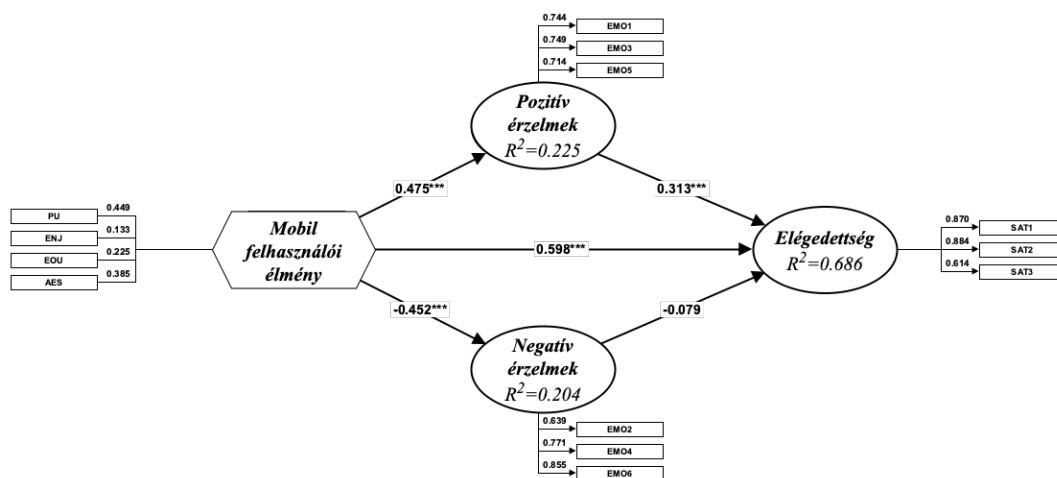 0.744
EMO1
0.749
EMO3
0.714
EMO5
Pozitív
érzelmek
R²=0.225
0.475***
0.313***
0.449
PU
0.133
ENJ
0.225
EOU
0.385
AES
Mobil
felhasználói
élmény
0.598***
Elégedettség
R²=0.686
0.870
SAT1
0.884
SAT2
0.614
SAT3
-0.452***
-0.079
Negatív
érzelmek
R²=0.204
0.639
EMO2
0.771
EMO4
0.855
EMO6